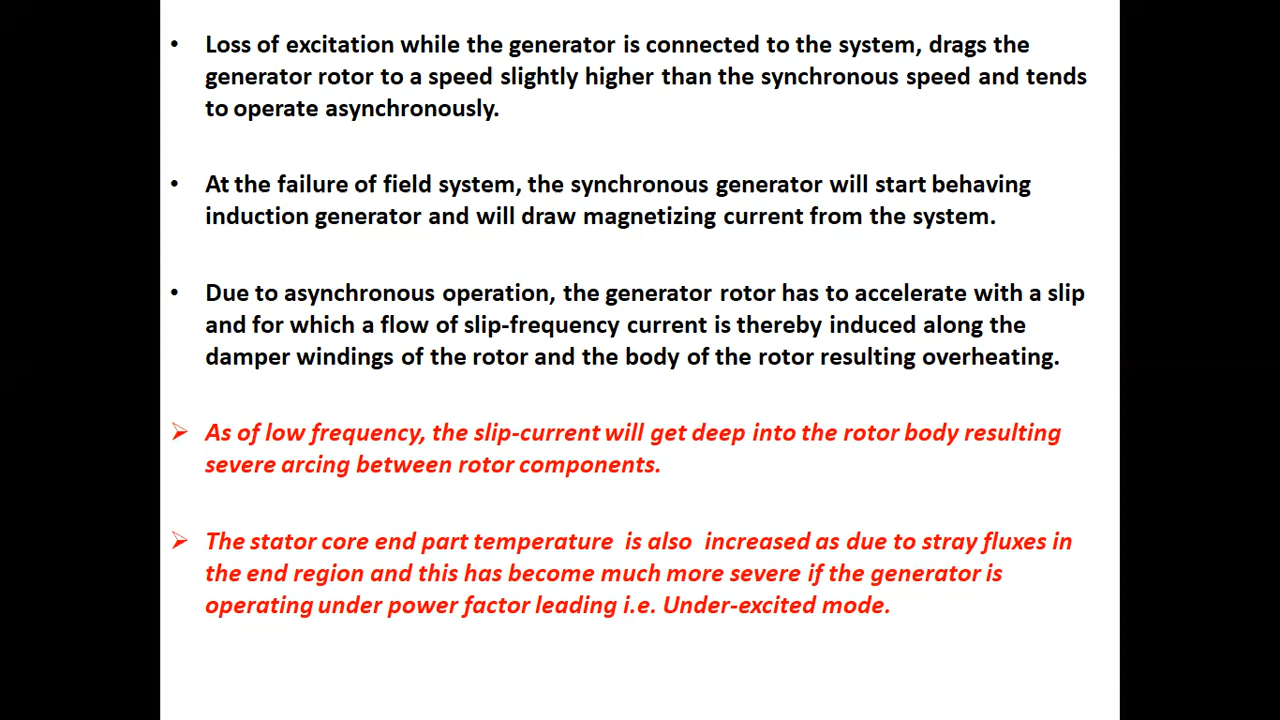 • Loss of excitation while the generator is connected to the system, drags the
generator rotor to a speed slightly higher than the synchronous speed and tends
to operate asynchronously.
• At the failure of field system, the synchronous generator will start behaving
induction generator and will draw magnetizing current from the system.
• Due to asynchronous operation, the generator rotor has to accelerate with a slip
and for which a flow of slip-frequency current is thereby induced along the
damper windings of the rotor and the body of the rotor resulting overheating.
➢ As of low frequency, the slip-current will get deep into the rotor body resulting
severe arcing between rotor components.
➢ The stator core end part temperature is also increased as due to stray fluxes in
the end region and this has become much more severe if the generator is
operating under power factor leading i.e. Under-excited mode.